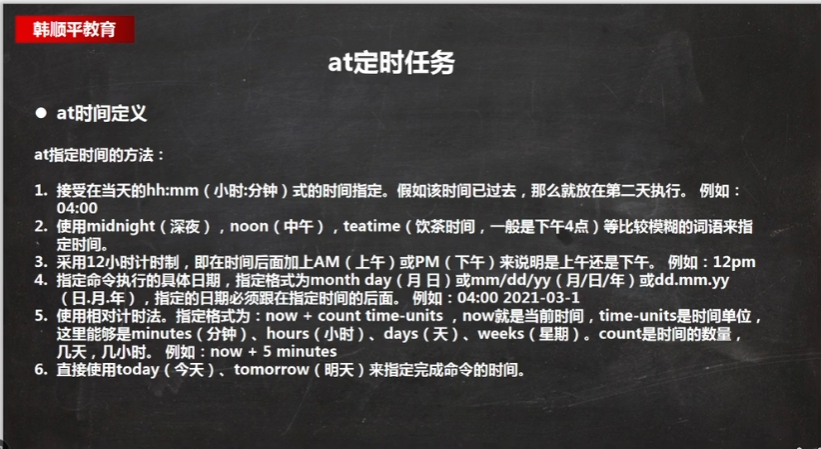 韩顺平教育
at定时任务
● at时间定义
at指定时间的方法：
1. 接受在当天的hh:mm（小时:分钟）式的时间指定。假如该时间已过去，那么就放在第二天执行。 例如：
04:00
2. 使用midnight（深夜），noon（中午），teatime（饮茶时间，一般是下午4点）等比较模糊的词语来指
定时间。
3. 采用12小时计时制，即在时间后面加上AM（上午）或PM（下午）来说明是上午还是下午。 例如：12pm
4. 指定命令执行的具体日期，指定格式为month day（月 日）或mm/dd/yy（月/日/年）或dd.mm.yy
（日.月.年），指定的日期必须跟在指定时间的后面。 例如：04:00 2021-03-1
5. 使用相对计时法。指定格式为：now + count time-units ，now就是当前时间，time-units是时间单位，
这里能够是minutes（分钟）、hours（小时）、days（天）、weeks（星期）。count是时间的数量，
几天，几小时。 例如：now + 5 minutes
6. 直接使用today（今天）、tomorrow（明天）来指定完成命令的时间。